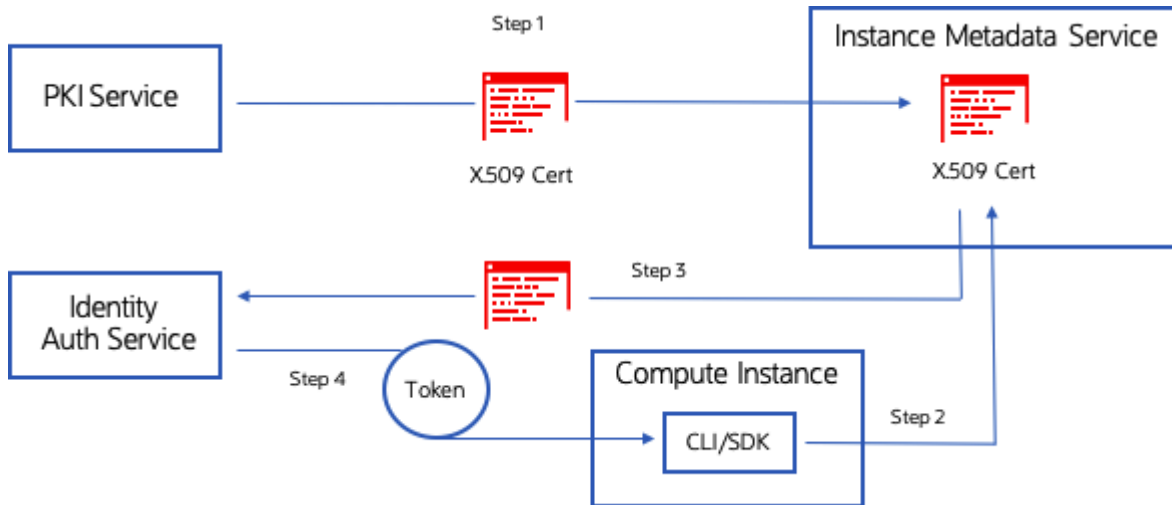 Step 1
Instance Metadata Service
PKI Service
X.509 Cert
X.509 Cert
Step 3
Identity
Auth Service
Step 4
Token
Compute Instance
CLI/SDK
Step 2